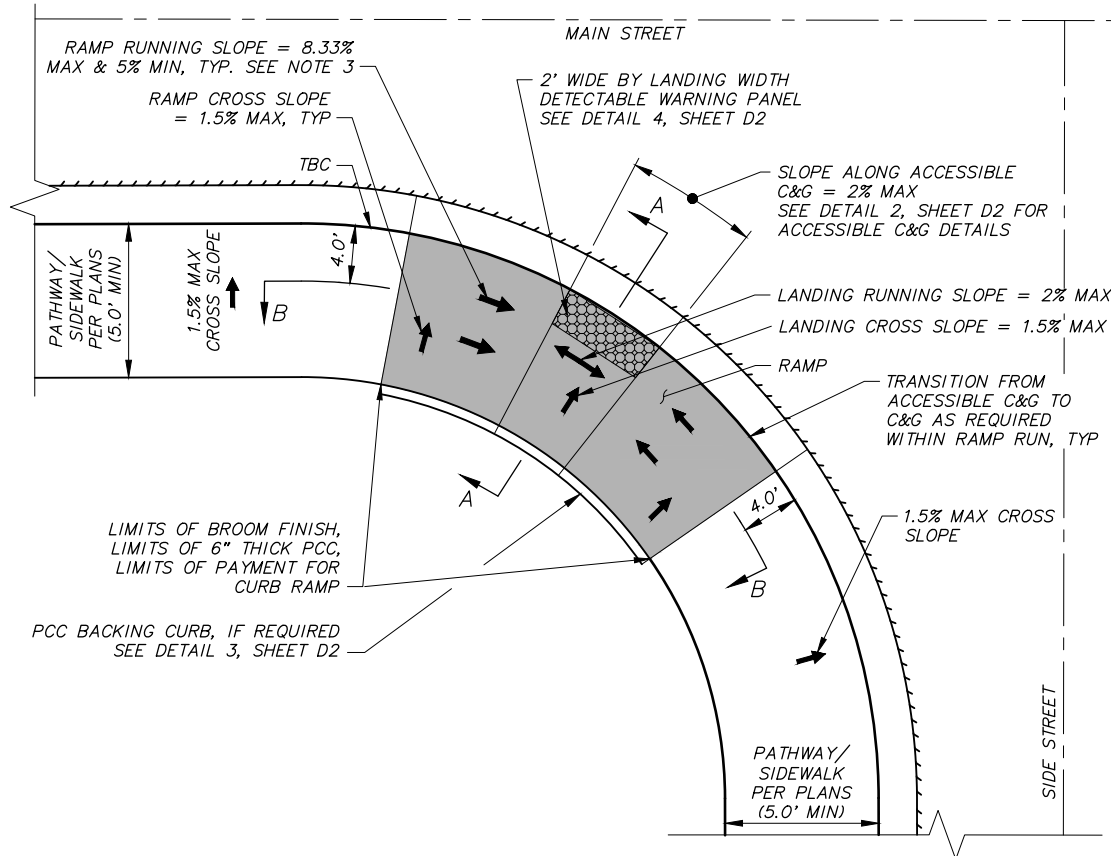 MAIN STREET
RAMP RUNNING SLOPE = 8.33%
MAX & 5% MIN, TYP. SEE NOTE 3
RAMP CROSS SLOPE
= 1.5% MAX, TYP
TBC
2' WIDE BY LANDING WIDTH
DETECTABLE WARNING PANEL
SEE DETAIL 4, SHEET D2
SLOPE ALONG ACCESSIBLE
C&G = 2% MAX
SEE DETAIL 2, SHEET D2 FOR
ACCESSIBLE C&G DETAILS
A
PATHWAY/
SIDEWALK
PER PLANS
(5.0' MIN)
1.5% MAX
CROSS SLOPE
B
4.0'
LANDING RUNNING SLOPE = 2% MAX
LANDING CROSS SLOPE = 1.5% MAX
RAMP
TRANSITION FROM
ACCESSIBLE C&G TO
C&G AS REQUIRED
WITHIN RAMP RUN, TYP
A
4.0'
B
1.5% MAX CROSS
SLOPE
LIMITS OF BROOM FINISH,
LIMITS OF 6" THICK PCC,
LIMITS OF PAYMENT FOR
CURB RAMP
PCC BACKING CURB, IF REQUIRED
SEE DETAIL 3, SHEET D2
PATHWAY/
SIDEWALK
PER PLANS
(5.0' MIN)
SIDE STREET